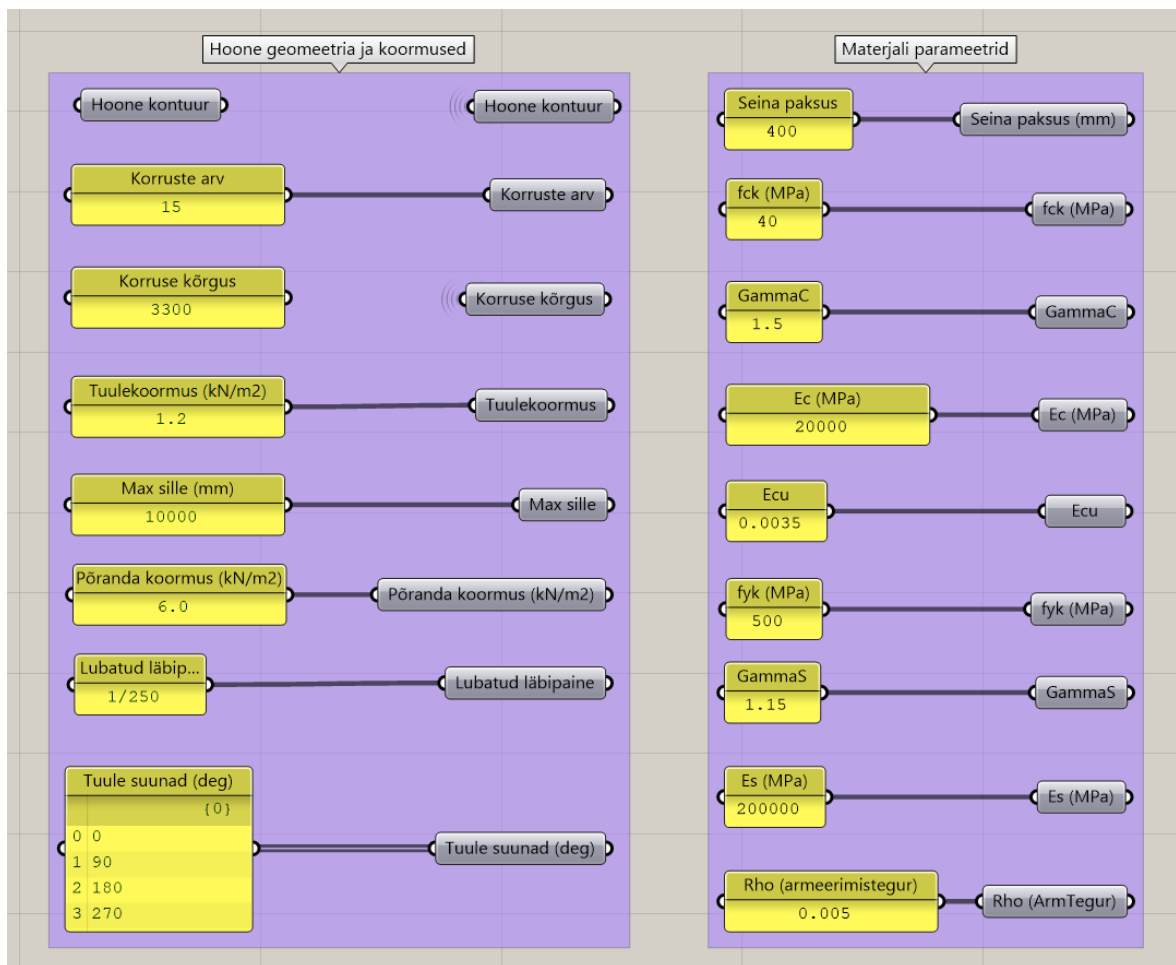 Hoone geomeetria ja koormused
Hoone kontuur
Hoone kontuur
Korruste arv
15
Korruste arv
Korruse kõrgus
3300
Korruse kõrgus
Tuulekoormus (kN/m2)
1.2
Tuulekoormus
Max sille (mm)
10000
Max sille
Põranda koormus (kN/m2)
6.0
Põranda koormus (kN/m2)
Lubatud läbip...
1/250
Lubatud läbipaine
Tuule suunad (deg)
{0}
0 0
1 90
2 180
3 270
Tuule suunad (deg)
Materjali parameetrid
Seina paksus
400
Seina paksus (mm)
fck (MPa)
40
fck (MPa)
GammaC
1.5
GammaC
Ec (MPa)
20000
Ec (MPa)
Ecu
0.0035
Ecu
fyk (MPa)
500
fyk (MPa)
GammaS
1.15
GammaS
Es (MPa)
200000
Es (MPa)
Rho (armeerimistegur)
0.005
Rho (ArmTegur)